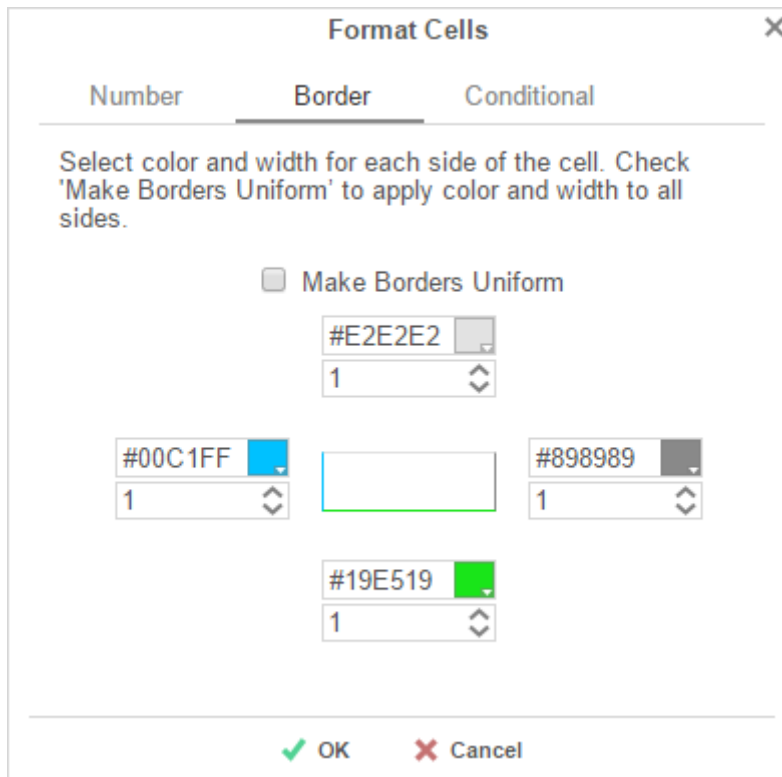 Format Cells
Number Border Conditional
Select color and width for each side of the cell. Check
'Make Borders Uniform' to apply color and width to all
sides.
Make Borders Uniform
#E2E2E2
1
#00C1FF #898989
1 1
#19E519
1
OK Cancel